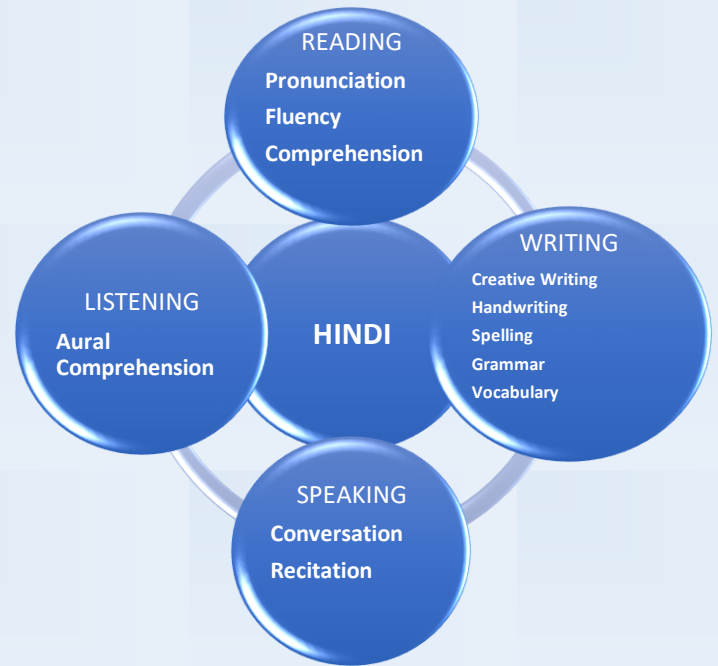 READING
Pronunciation
Fluency
Comprehension
WRITING
Creative Writing
Handwriting
Spelling
Grammar
Vocabulary
LISTENING
Aural
Comprehension
HINDI
SPEAKING
Conversation
Recitation